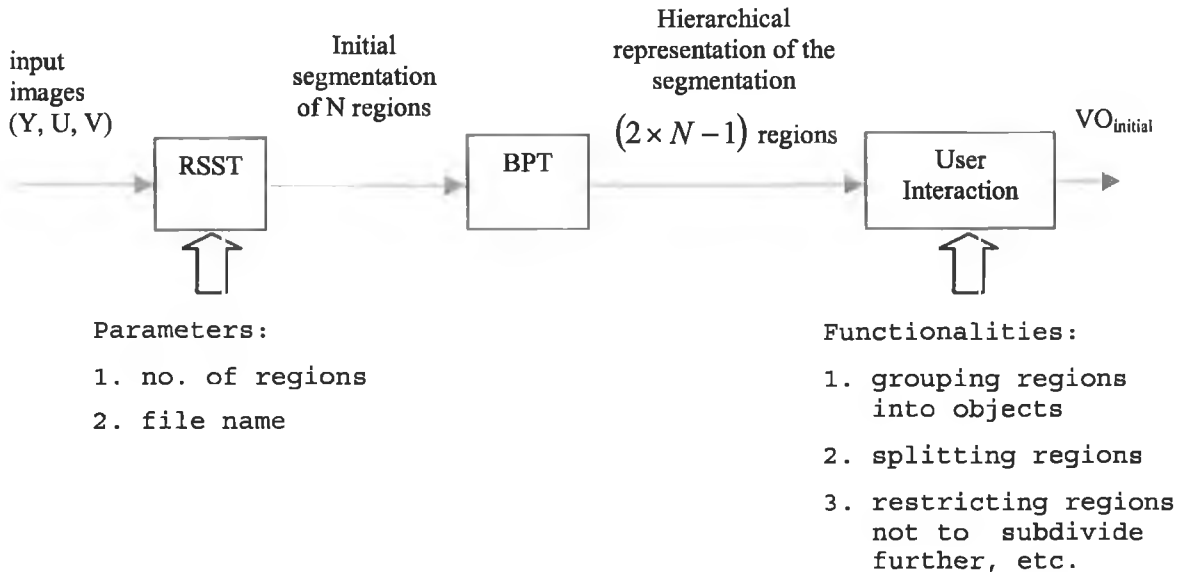 input
images
(Y, U, V)
Initial
segmentation
of N regions
Hierarchical
representation of the
segmentation
(2 × N − 1) regions
VO_initial
RSST
BPT
User
Interaction
Parameters:
1. no. of regions
2. file name
Functionalities:
1. grouping regions
into objects
2. splitting regions
3. restricting regions
not to subdivide
further, etc.